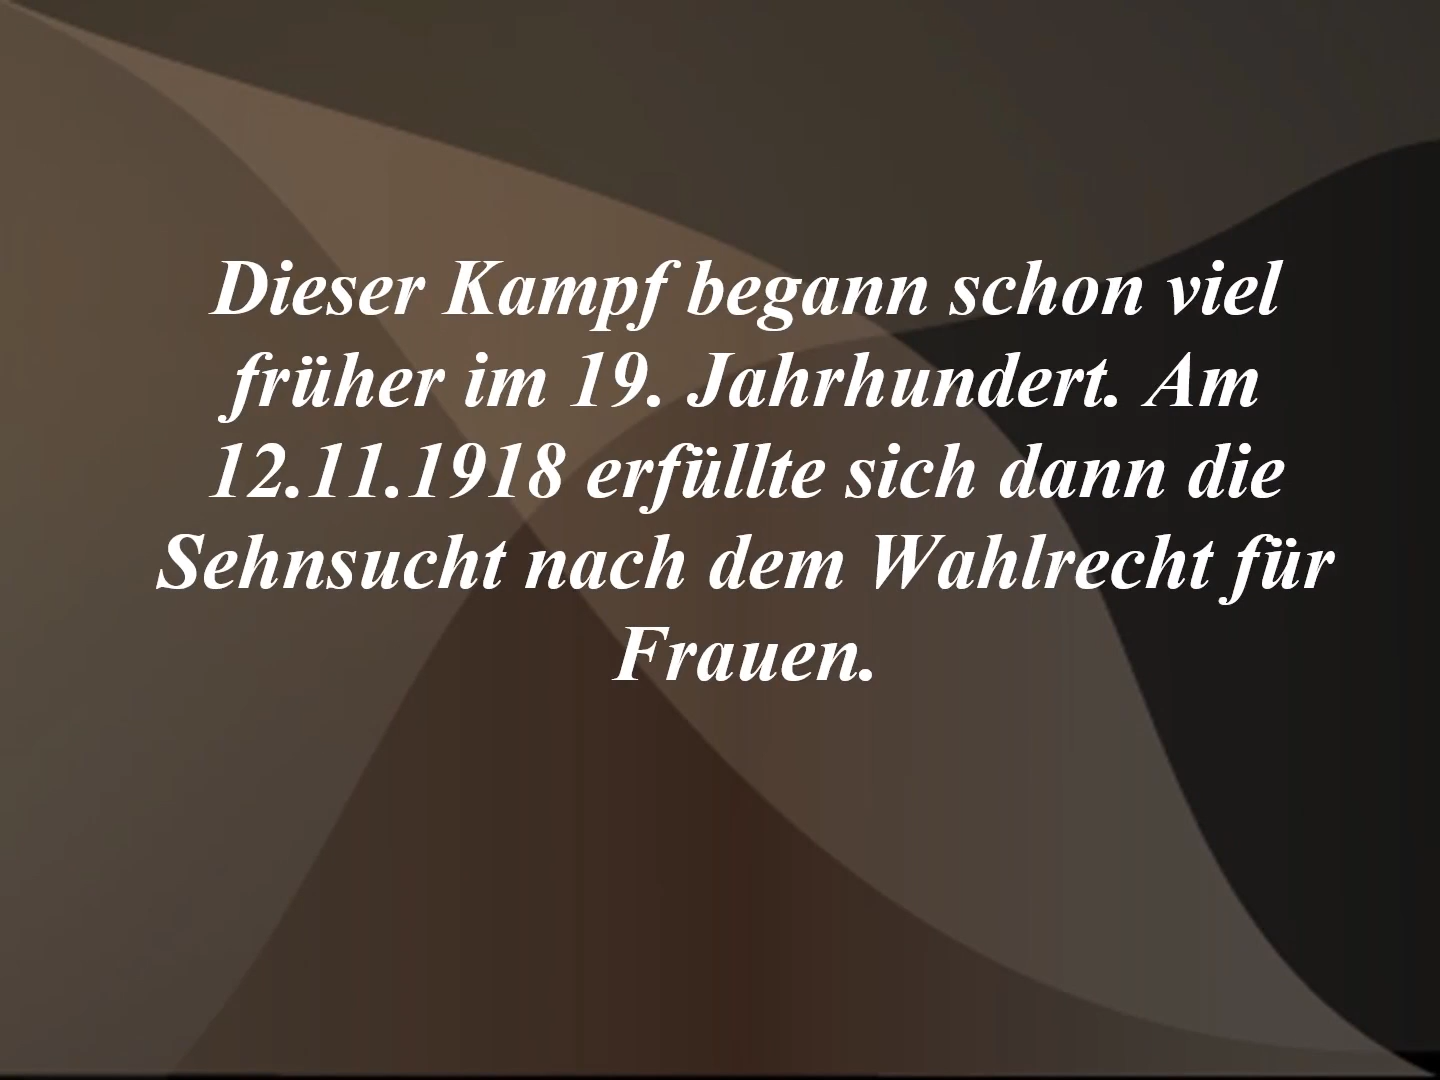 Dieser Kampf begann schon viel
früher im 19. Jahrhundert. Am
12.11.1918 erfüllte sich dann die
Sehnsucht nach dem Wahlrecht für
Frauen.